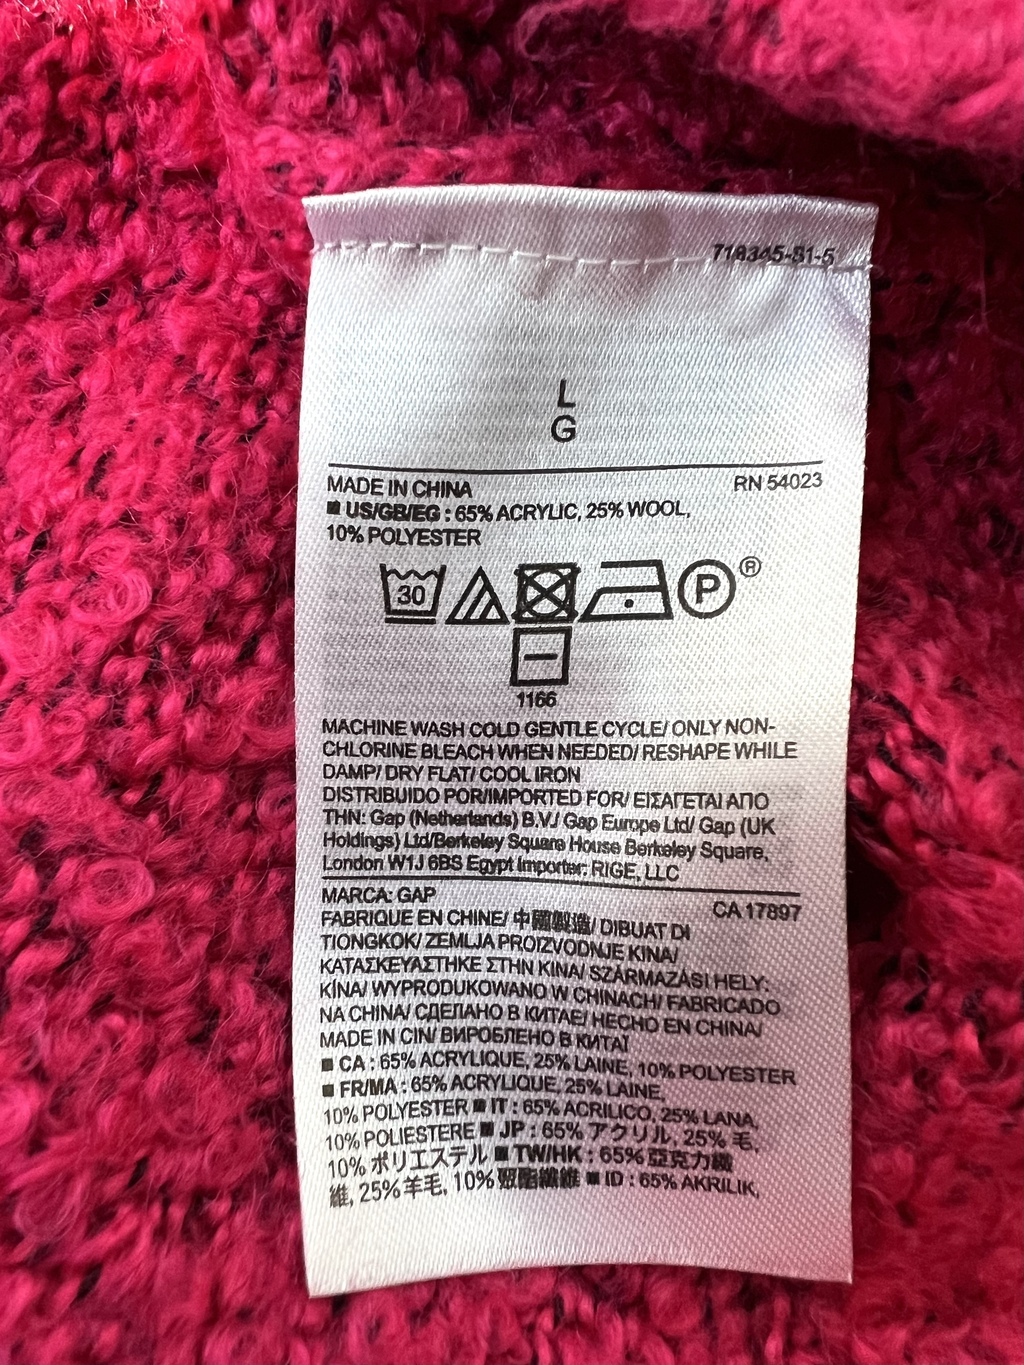 718345-81-5
L
G
MADE IN CHINA RN 54023
■ US/GB/EG : 65% ACRYLIC, 25% WOOL,
10% POLYESTER
30 P®
1166
MACHINE WASH COLD GENTLE CYCLE/ ONLY NON-
CHLORINE BLEACH WHEN NEEDED/ RESHAPE WHILE
DAMP/ DRY FLAT/ COOL IRON
DISTRIBUIDO POR/IMPORTED FOR/ ΕΙΣΑΓΕΤΑΙ ΑΠΟ
ΤΗΝ: Gap (Netherlands) B.V./ Gap Europe Ltd/ Gap (UK
Holdings) Ltd/Berkeley Square House Berkeley Square,
London W1J 6BS Egypt Importer: RIGE, LLC
MARCA: GAP CA 17897
FABRIQUE EN CHINE/ 中國製造/ DIBUAT DI
TIONGKOK/ ZEMLJA PROIZVODNJE KINA/
ΚΑΤΑΣΚΕΥΑΣΤΗΚΕ ΣΤΗΝ ΚΙΝΑ/ SZÁRMAZÁSI HELY:
KÍNA/ WYPRODUKOWANO W CHINACH/ FABRICADO
NA CHINA/ СДЕЛАНО В КИТАЕ/ HECHO EN CHINA/
MADE IN CIN/ ВИРОБЛЕНО В КИТАЇ
■ CA : 65% ACRYLIQUE, 25% LAINE, 10% POLYESTER
■ FR/MA : 65% ACRYLIQUE, 25% LAINE,
10% POLYESTER ■ IT : 65% ACRILICO, 25% LANA,
10% POLIESTERE ■ JP : 65% アクリル, 25% 毛,
10% ポリエステル ■ TW/HK : 65% 亞克力纖
維, 25% 羊毛, 10% 聚酯纖維 ■ ID : 65% AKRILIK,